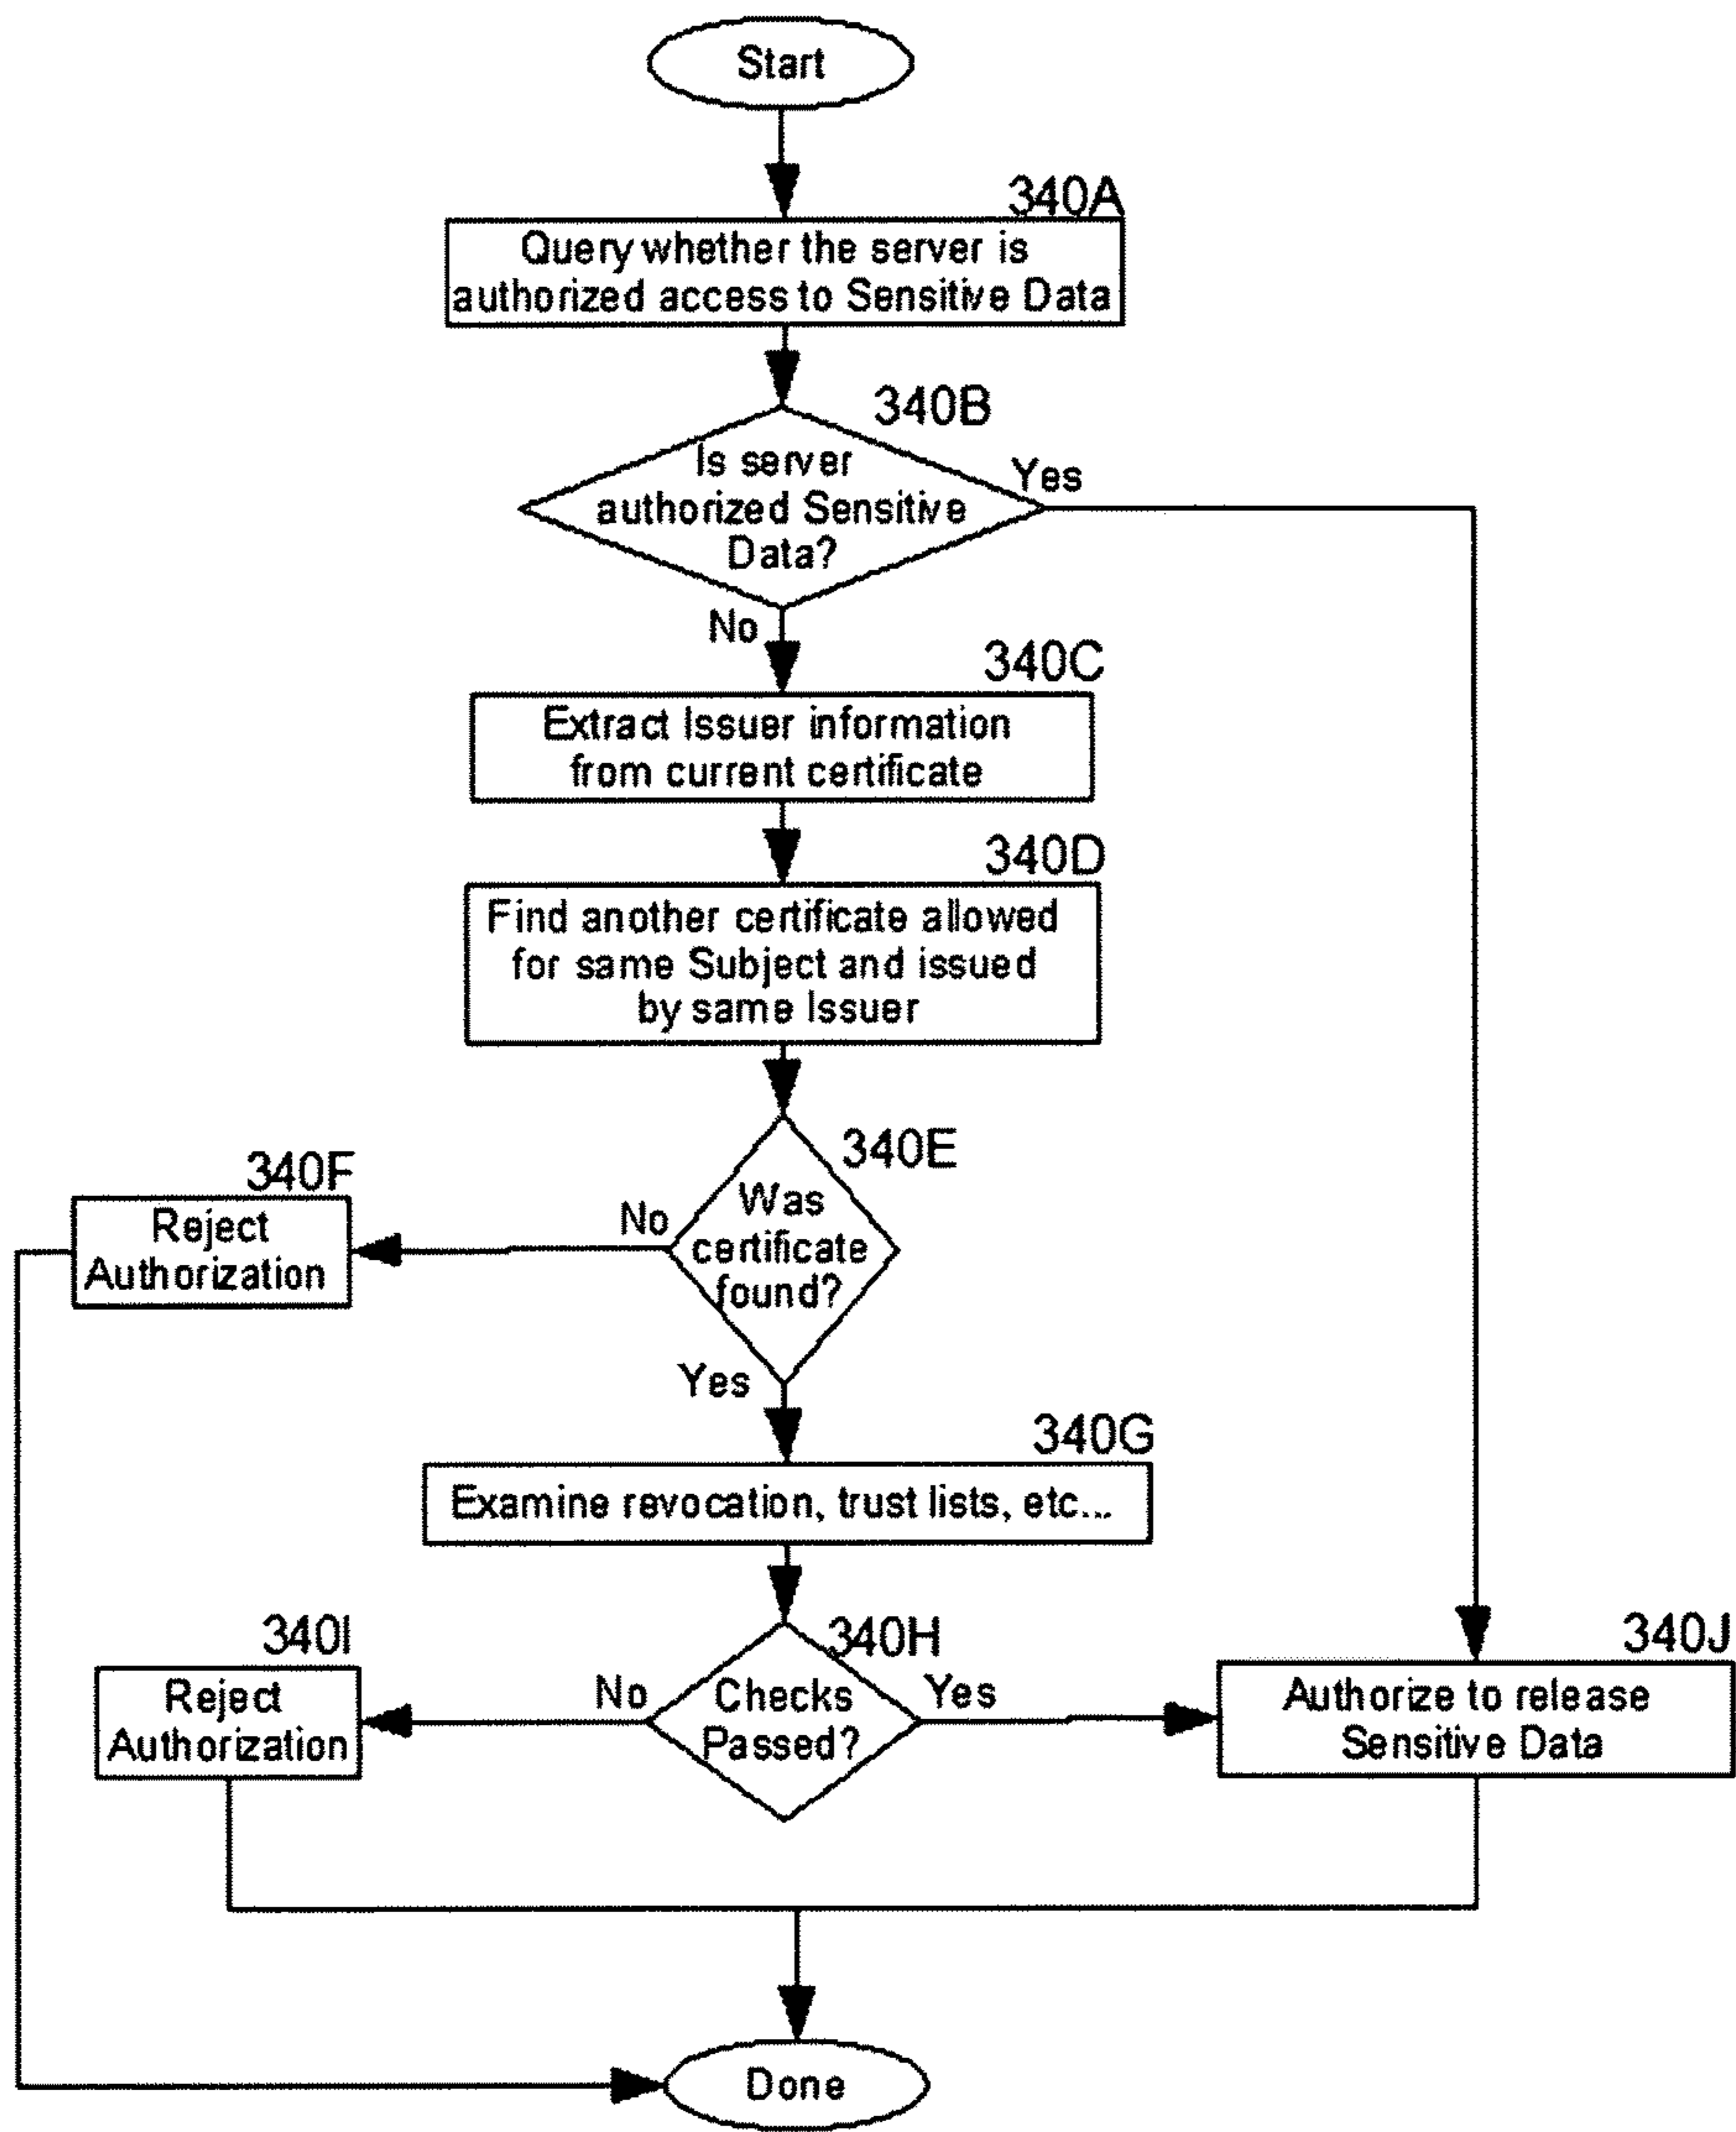 Start
340A
Query whether the server is
authorized access to Sensitive Data
340B
Is server
authorized Sensitive
Data?
Yes
No
340C
Extract Issuer information
from current certificate
340D
Find another certificate allowed
for same Subject and issued
by same Issuer
340E
Was
certificate
found?
No
340F
Reject
Authorization
Yes
340G
Examine revocation, trust lists, etc...
340H
Checks
Passed?
No
340I
Reject
Authorization
Yes
340J
Authorize to release
Sensitive Data
Done